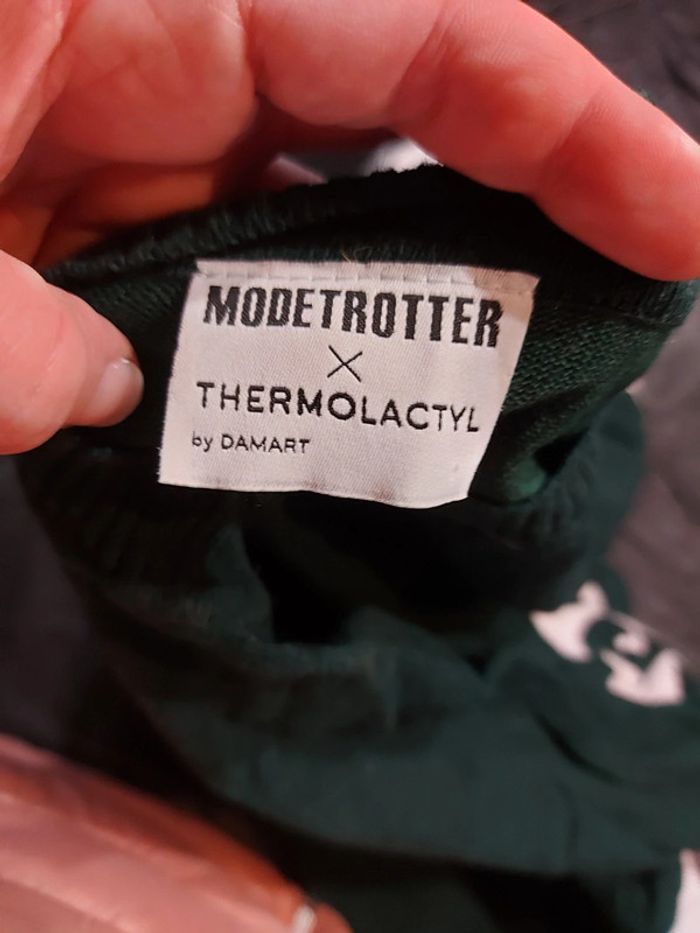 MODETROTTER
X
THERMOLACTYL
by DAMART